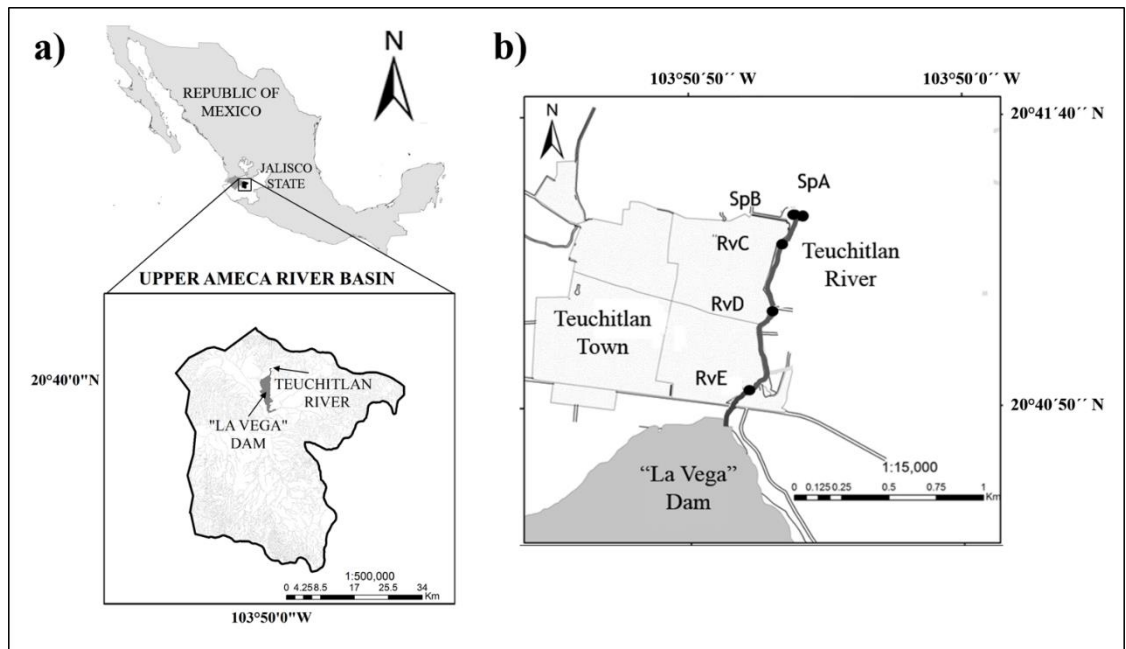 a)
N
REPUBLIC OF
MEXICO
JALISCO
STATE
UPPER AMECA RIVER BASIN
20°40'0"N
TEUCHITLAN
RIVER
"LA VEGA"
DAM
1:500,000
0 4.25 8.5 17 25.5 34
Km
103°50'0"W
b)
103°50'50´´ W
103°50'0´´ W
20°41'40´´ N
N
SpA
SpB
RvC
Teuchitlan
River
RvD
Teuchitlan
Town
RvE
20°40'50´´ N
“La Vega”
Dam
1:15,000
0 0.125 0.25 0.5 0.75 1
Km